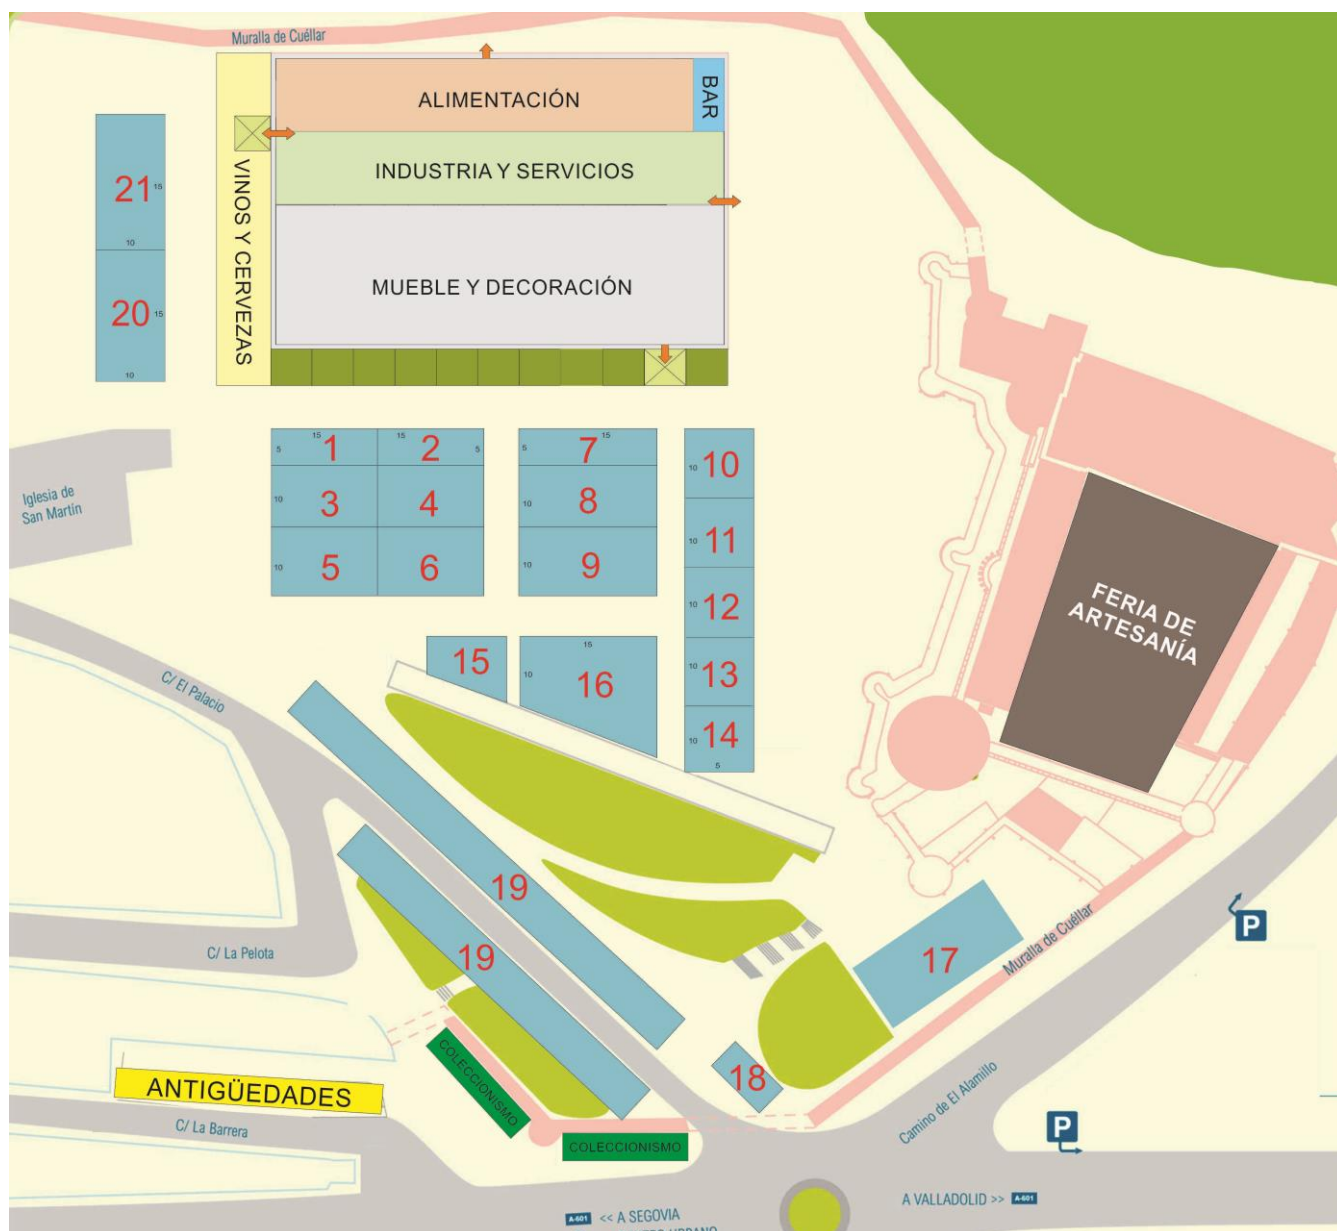 Muralla de Cuéllar
ALIMENTACIÓN
BAR
INDUSTRIA Y SERVICIOS
MUEBLE Y DECORACIÓN
VINOS Y CERVEZAS
21
15
10
20
15
10
Iglesia de
San Martín
15
1
5
15
2
5
15
7
5
10
10
3
10
4
8
10
11
10
5
10
6
9
10
12
10
13
10
14
10
5
15
15
16
10
FERIA DE
ARTESANÍA
C/ El Palacio
19
19
17
18
Muralla de Cuéllar
P
C/ La Pelota
COLECCIONISMO
ANTIGÜEDADES
C/ La Barrera
COLECCIONISMO
Camino de El Alamillo
P
A VALLADOLID >> A-601
A-601 << A SEGOVIA